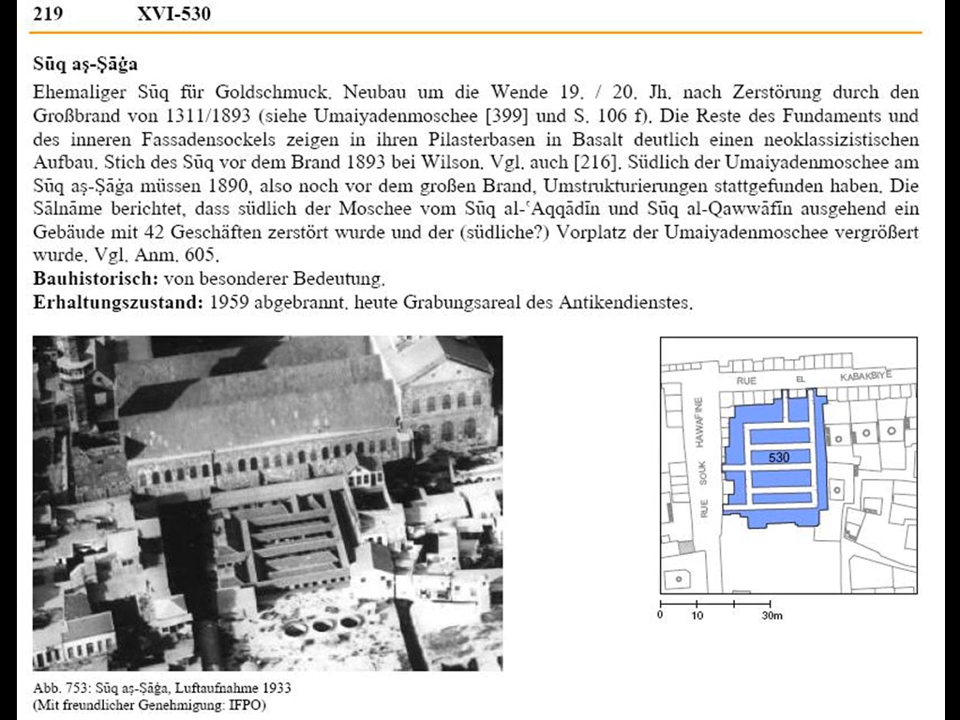 219 XVI-530
Sūq aṣ-Ṣāġa
Ehemaliger Sūq für Goldschmuck. Neubau um die Wende 19. / 20. Jh. nach Zerstörung durch den
Großbrand von 1311/1893 (siehe Umaiyadenmoschee [399] und S. 106 f). Die Reste des Fundaments und
des inneren Fassadensockels zeigen in ihren Pilasterbasen in Basalt deutlich einen neoklassizistischen
Aufbau. Stich des Sūq vor dem Brand 1893 bei Wilson. Vgl. auch [216]. Südlich der Umaiyadenmoschee am
Sūq aṣ-Ṣāġa müssen 1890, also noch vor dem großen Brand, Umstrukturierungen stattgefunden haben. Die
Sālnāme berichtet, dass südlich der Moschee vom Sūq al-ʿAqqādīn und Sūq al-Qawwāfīn ausgehend ein
Gebäude mit 42 Geschäften zerstört wurde und der (südliche?) Vorplatz der Umaiyadenmoschee vergrößert
wurde. Vgl. Anm. 605.
Bauhistorisch: von besonderer Bedeutung.
Erhaltungszustand: 1959 abgebrannt, heute Grabungsareal des Antikendienstes.
RUE EL KABAKBIYE
RUE SOUK HAWAFINE
530
0 10 30m
Abb. 753: Sūq aṣ-Ṣāġa, Luftaufnahme 1933
(Mit freundlicher Genehmigung: IFPO)